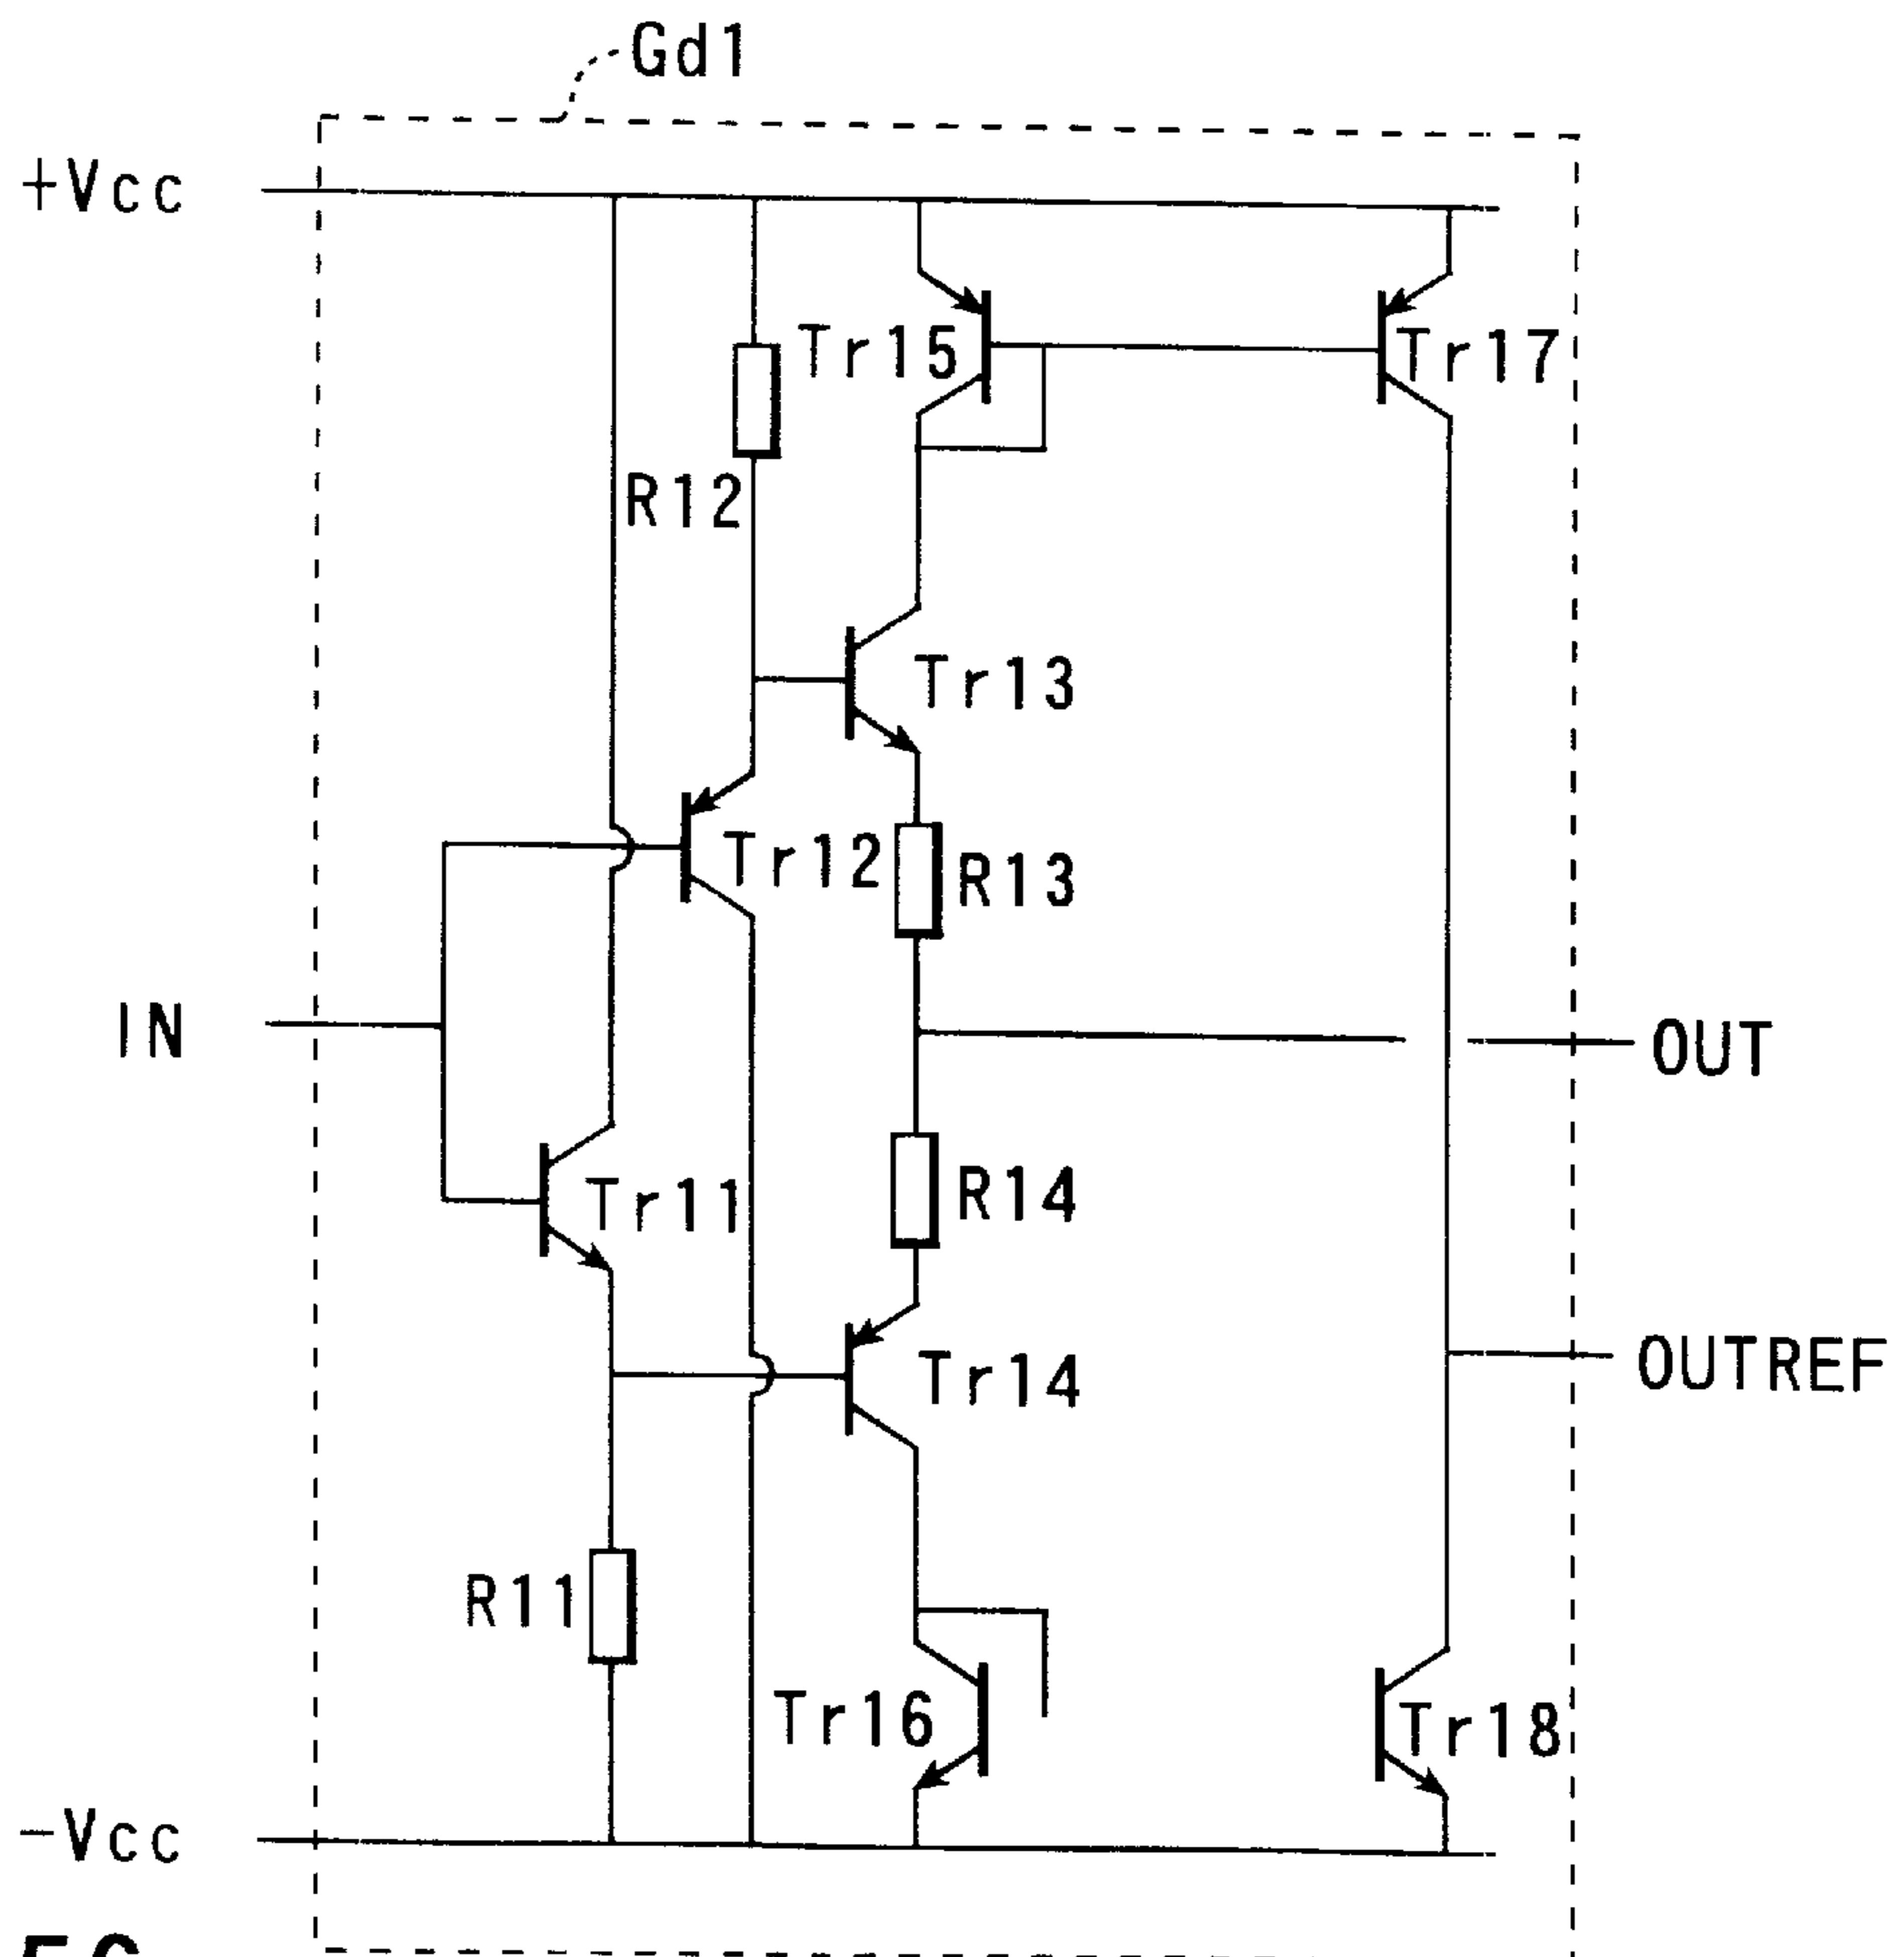 Gd1
+Vcc
Tr15
Tr17
R12
Tr13
Tr12
R13
IN
OUT
Tr11
R14
Tr14
OUTREF
R11
Tr16
Tr18
-Vcc